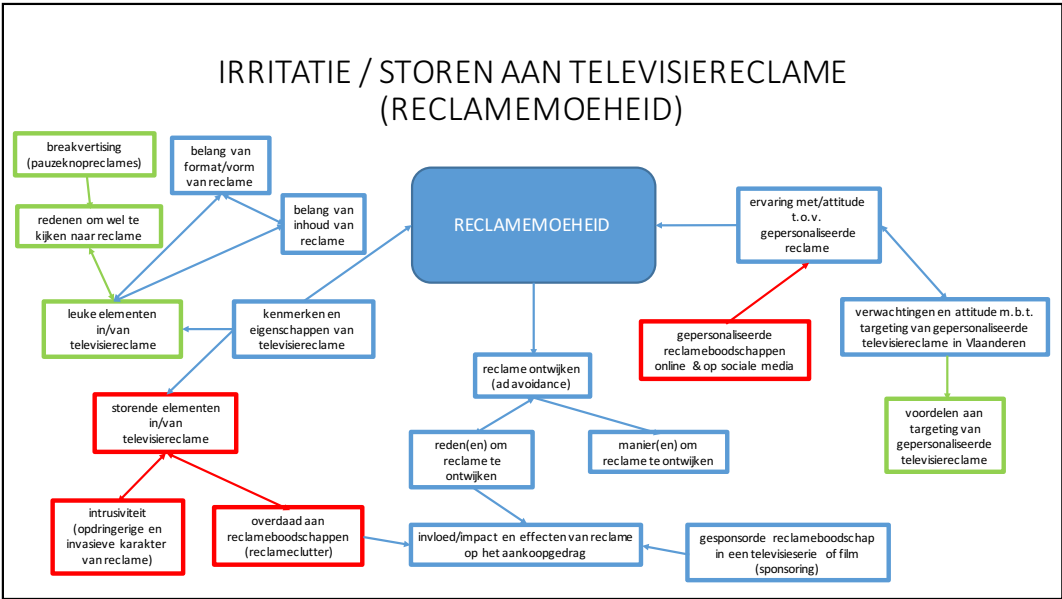 IRRITATIE / STOREN AAN TELEVISIERECLAME
(RECLAMEMOEHEID)
breakvertising
(pauzeknopreclames)
belang van
format/vorm
van reclame
redenen om wel te
kijken naar reclame
belang van
inhoud van
reclame
RECLAMEMOEHEID
ervaring met/attitude
t.o.v.
gepersonaliseerde
reclame
leuke elementen
in/van
televisiereclame
kenmerken en
eigenschappen van
televisiereclame
gepersonaliseerde
reclameboodschappen
online & op sociale media
verwachtingen en attitude m.b.t.
targeting van gepersonaliseerde
televisiereclame in Vlaanderen
reclame ontwijken
(ad avoidance)
storende elementen
in/van
televisiereclame
reden(en) om
reclame te
ontwijken
manier(en) om
reclame te ontwijken
voordelen aan
targeting van
gepersonaliseerde
televisiereclame
intrusiviteit
(opdringerige en
invasieve karakter
van reclame)
overdaad aan
reclameboodschappen
(reclameclutter)
invloed/impact en effecten van reclame
op het aankoopgedrag
gesponsorde reclameboodschap
in een televisieserie of film
(sponsoring)